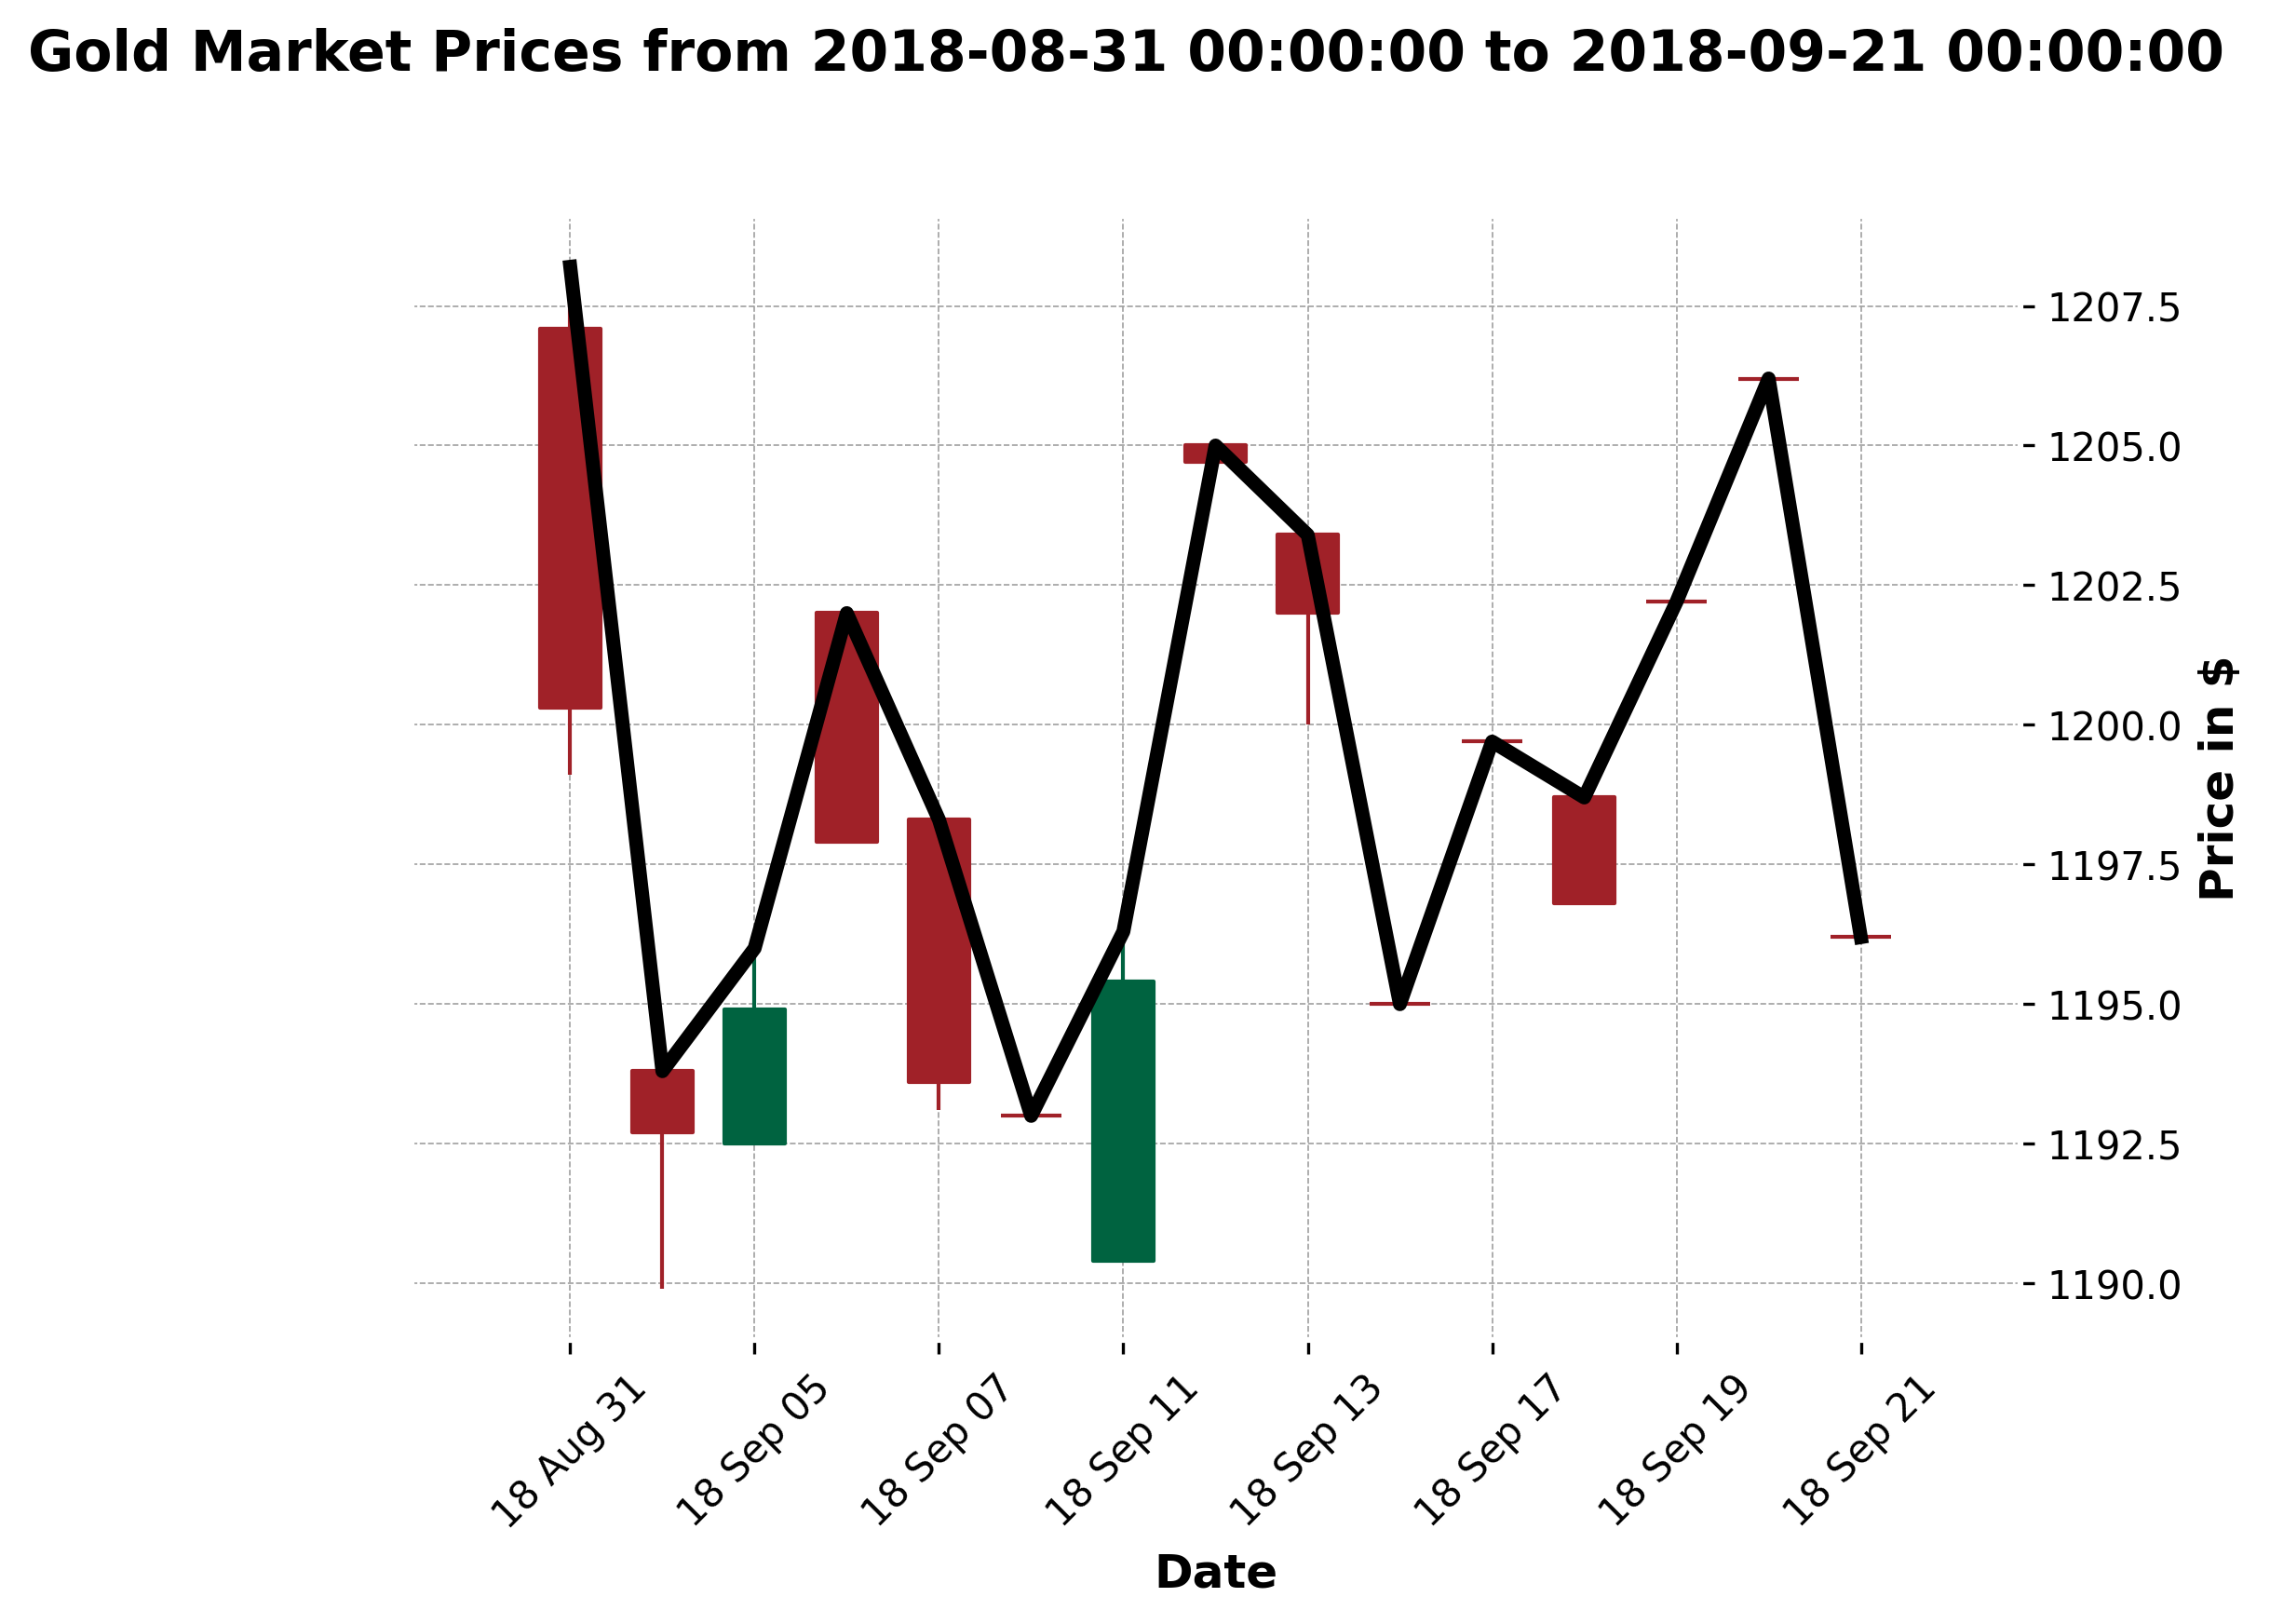 Gold Market Prices from 2018-08-31 00:00:00 to 2018-09-21 00:00:00
1207.5
1205.0
1202.5
1200.0
1197.5
1195.0
1192.5
1190.0
Price in $
18 Aug 31
18 Sep 05
18 Sep 07
18 Sep 11
18 Sep 13
18 Sep 17
18 Sep 19
18 Sep 21
Date